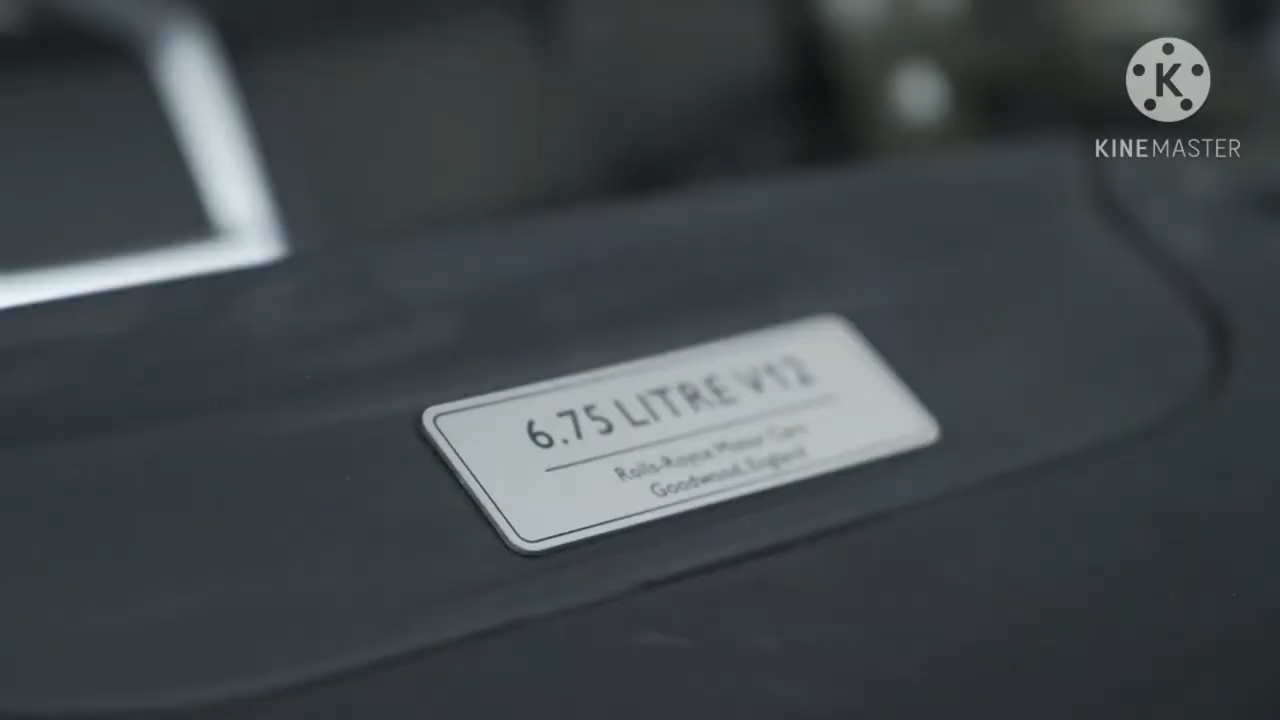 K
KINEMASTER
6.75 LITRE V12
Rolls-Royce Motor Cars
Goodwood, England